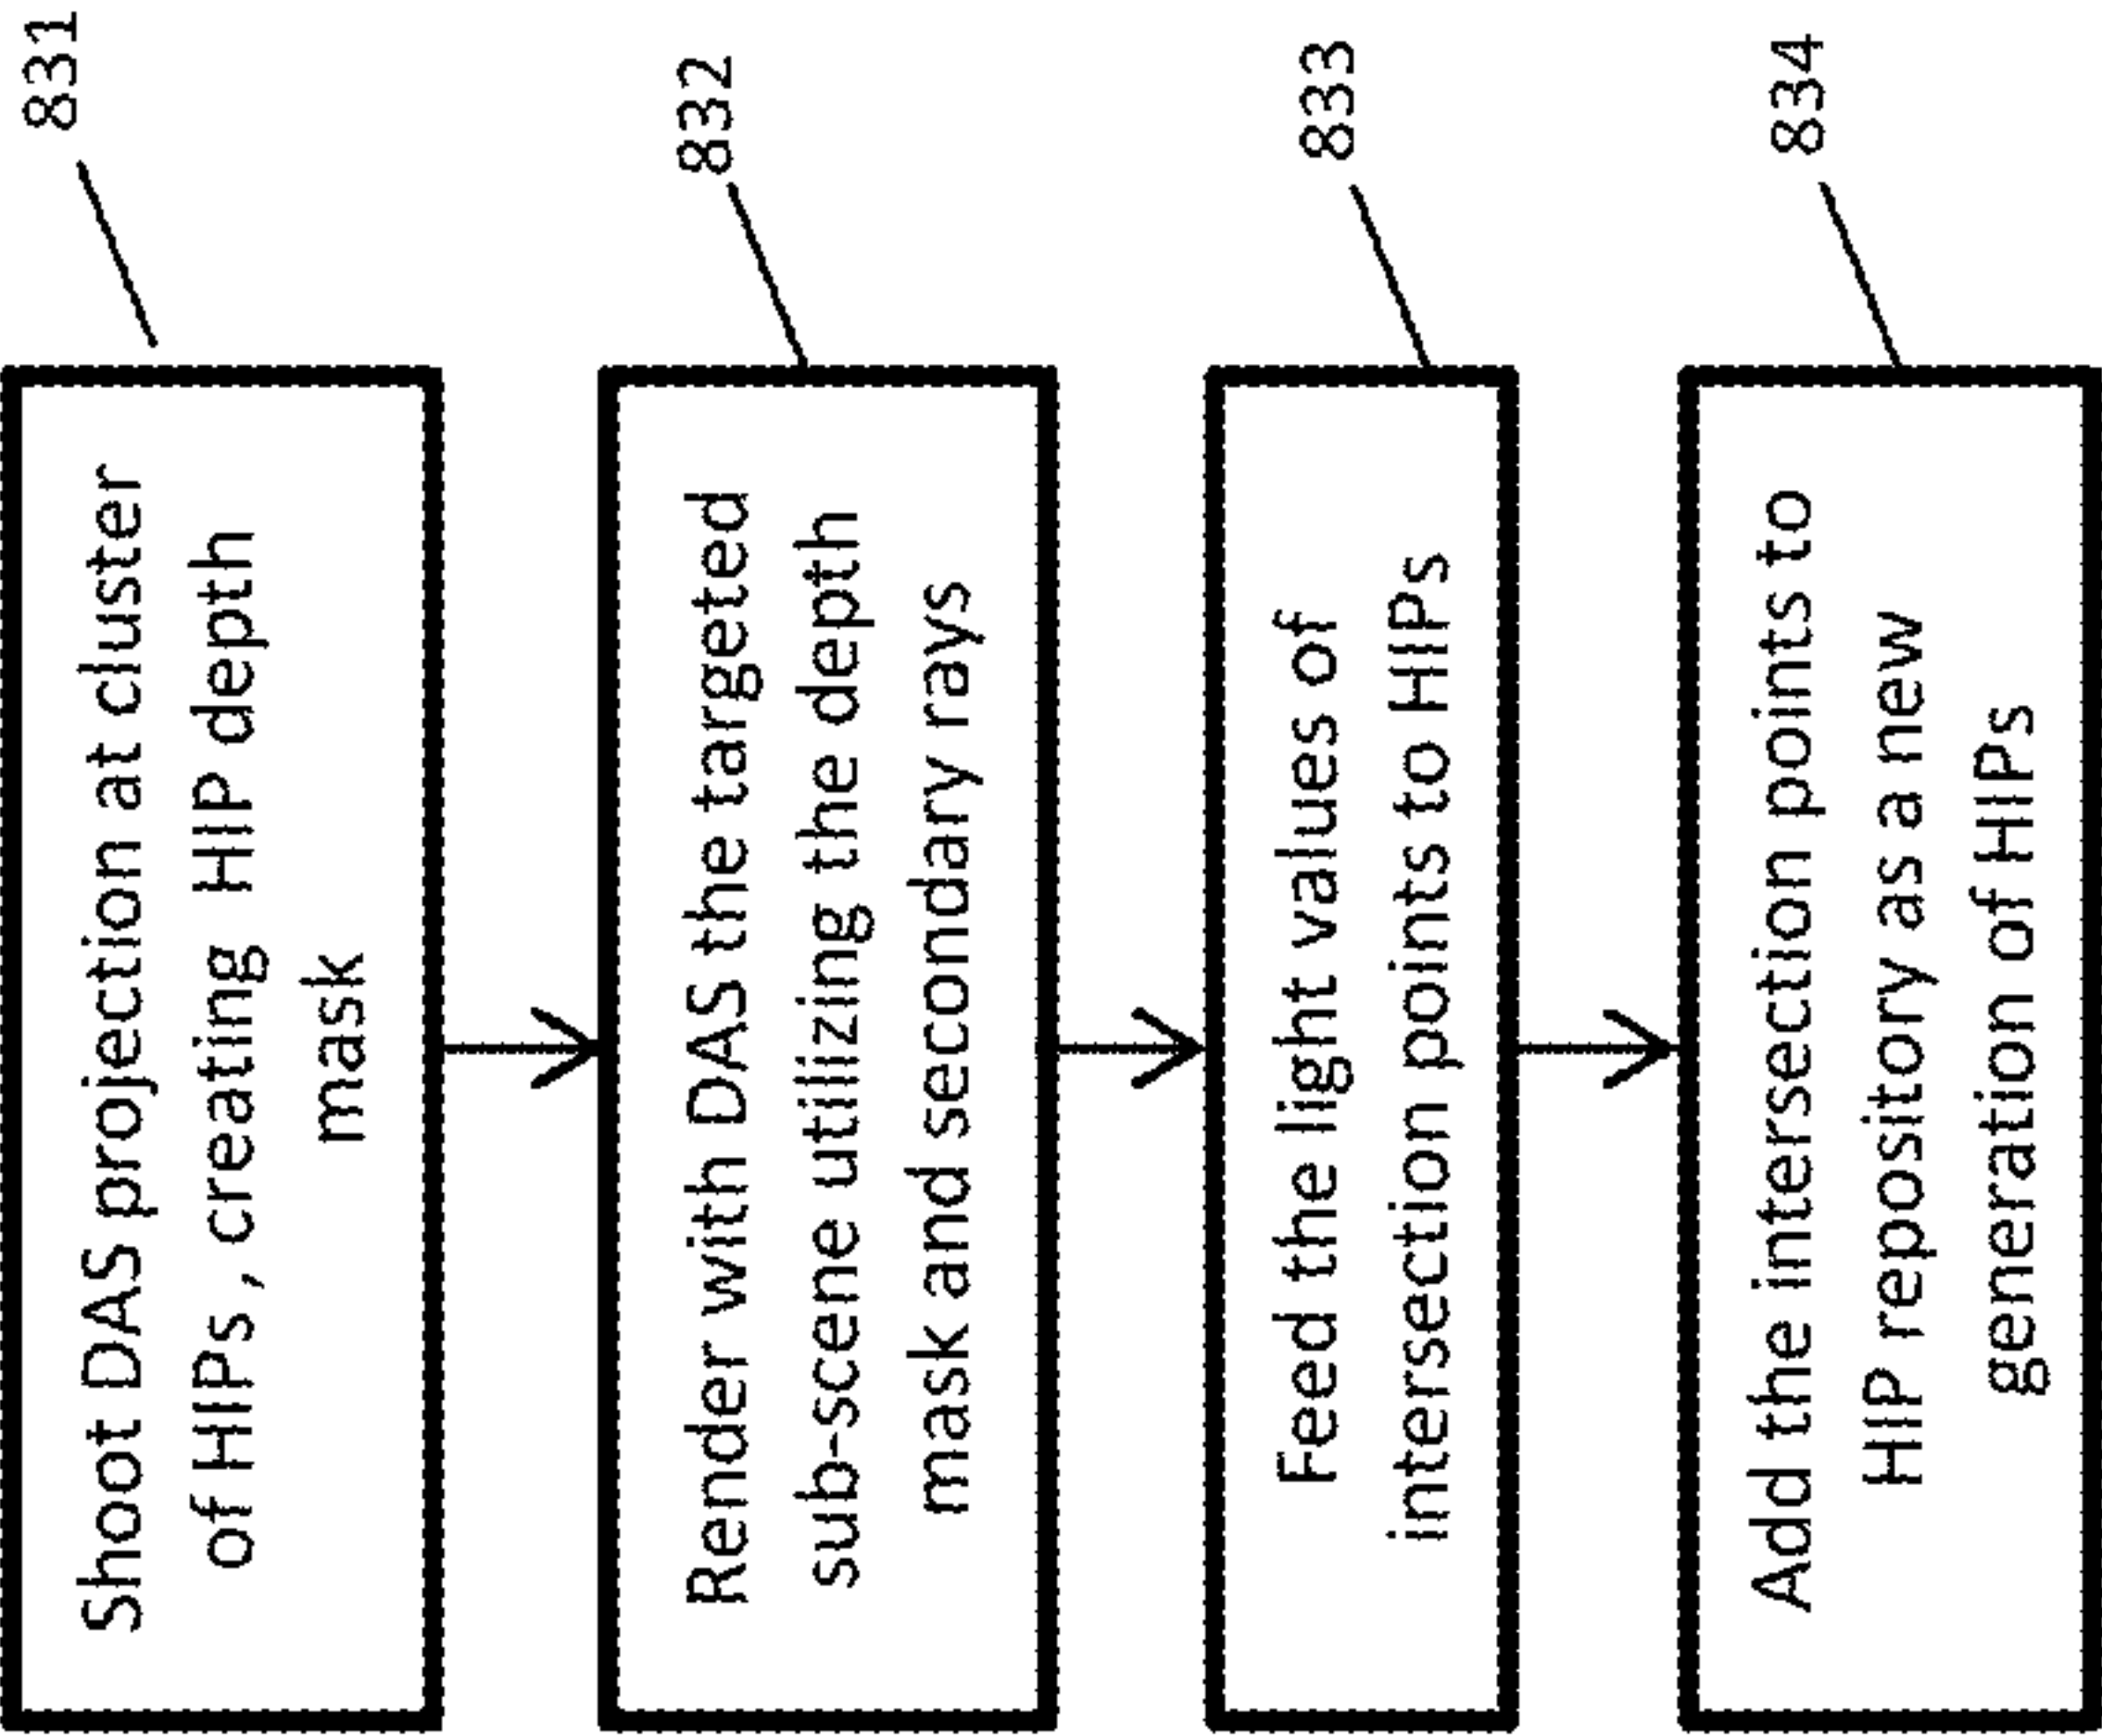 831
Shoot DAS projection at cluster
of HIPs, creating HIP depth
mask
832
Render with DAS the targeted
sub-scene utilizing the depth
mask and secondary rays
833
Feed the light values of
intersection points to HIPs
834
Add the intersection points to
HIP repository as a new
generation of HIPs